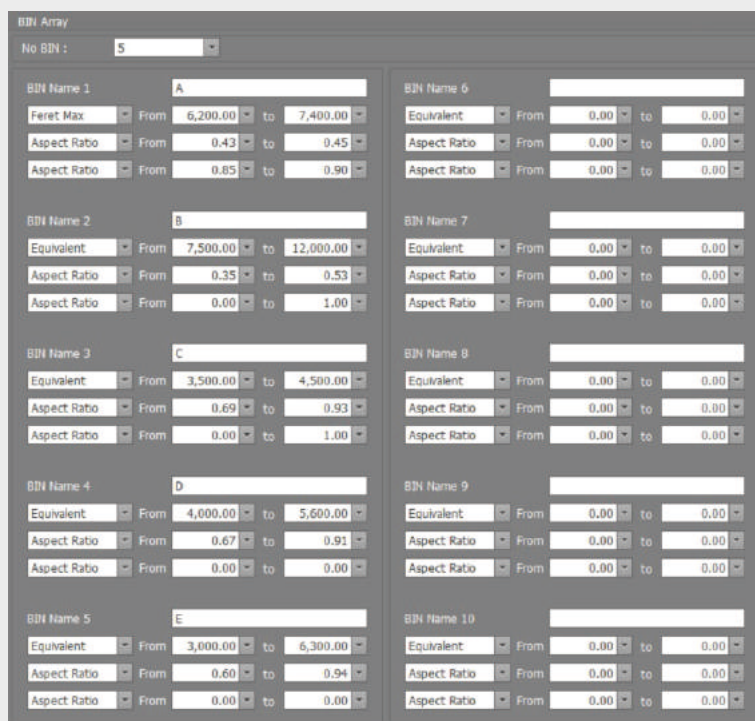 BIN Array
No BIN : 5
BIN Name 1 A
Feret Max From 6,200.00 to 7,400.00
Aspect Ratio From 0.43 to 0.45
Aspect Ratio From 0.85 to 0.90
BIN Name 2 B
Equivalent From 7,500.00 to 12,000.00
Aspect Ratio From 0.35 to 0.53
Aspect Ratio From 0.00 to 1.00
BIN Name 3 C
Equivalent From 3,500.00 to 4,500.00
Aspect Ratio From 0.69 to 0.93
Aspect Ratio From 0.00 to 1.00
BIN Name 4 D
Equivalent From 4,000.00 to 5,600.00
Aspect Ratio From 0.67 to 0.91
Aspect Ratio From 0.00 to 0.00
BIN Name 5 E
Equivalent From 3,000.00 to 6,300.00
Aspect Ratio From 0.60 to 0.94
Aspect Ratio From 0.00 to 0.00
BIN Name 6
Equivalent From 0.00 to 0.00
Aspect Ratio From 0.00 to 0.00
Aspect Ratio From 0.00 to 0.00
BIN Name 7
Equivalent From 0.00 to 0.00
Aspect Ratio From 0.00 to 0.00
Aspect Ratio From 0.00 to 0.00
BIN Name 8
Equivalent From 0.00 to 0.00
Aspect Ratio From 0.00 to 0.00
Aspect Ratio From 0.00 to 0.00
BIN Name 9
Equivalent From 0.00 to 0.00
Aspect Ratio From 0.00 to 0.00
Aspect Ratio From 0.00 to 0.00
BIN Name 10
Equivalent From 0.00 to 0.00
Aspect Ratio From 0.00 to 0.00
Aspect Ratio From 0.00 to 0.00